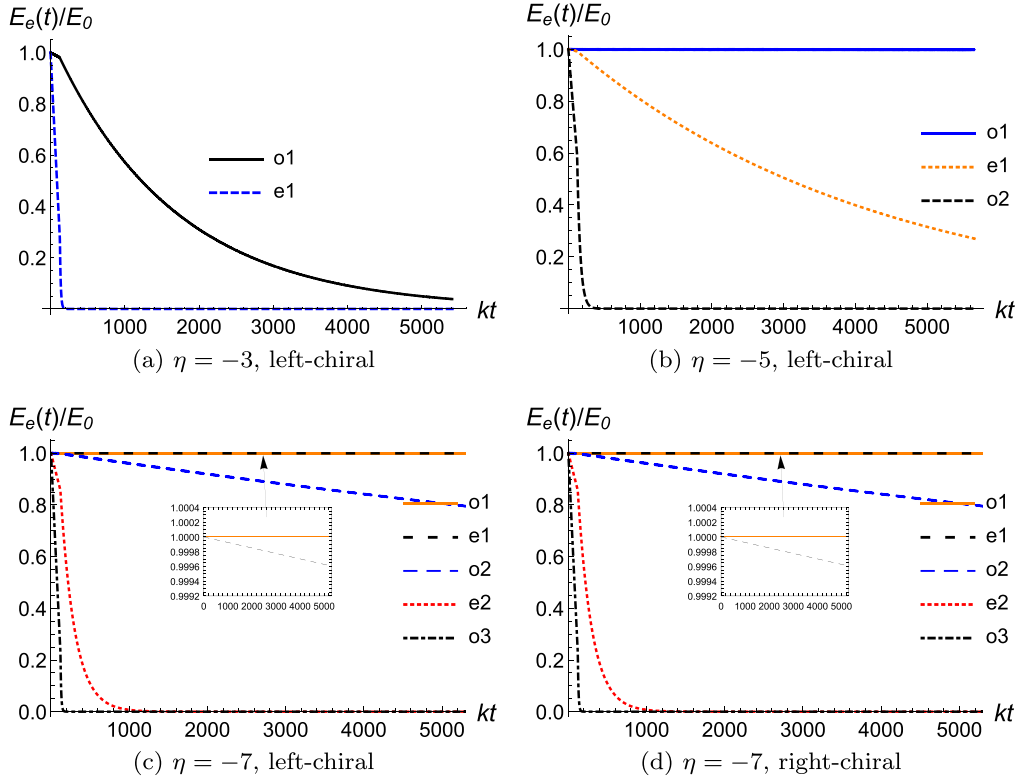 E_e(t)/E_0
1.0
0.8
0.6
0.4
0.2
1000 2000 3000 4000 5000
kt
o1
e1
(a) η = −3, left-chiral
E_e(t)/E_0
1.0
0.8
0.6
0.4
0.2
1000 2000 3000 4000 5000
kt
o1
e1
o2
(b) η = −5, left-chiral
E_e(t)/E_0
1.0
0.8
0.6
0.4
0.2
0.0
1000 2000 3000 4000 5000
kt
1.0004
1.0002
1.0000
0.9998
0.9996
0.9994
0.9992
0 1000 2000 3000 4000 5000
o1
e1
o2
e2
o3
(c) η = −7, left-chiral
E_e(t)/E_0
1.0
0.8
0.6
0.4
0.2
0.0
1000 2000 3000 4000 5000
kt
1.0004
1.0002
1.0000
0.9998
0.9996
0.9994
0.9992
0 1000 2000 3000 4000 5000
o1
e1
o2
e2
o3
(d) η = −7, right-chiral